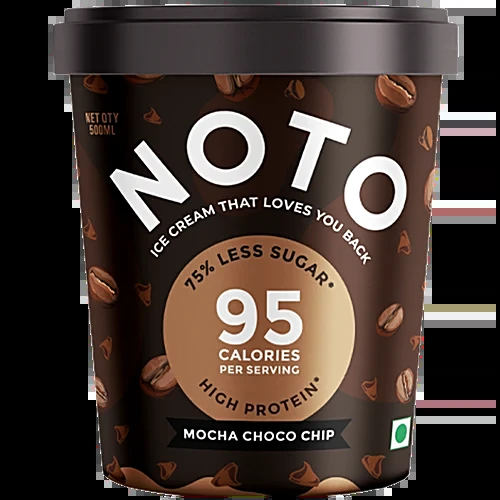 NET QTY
500ML
NOTO
ICE CREAM THAT LOVES YOU BACK
75% LESS SUGAR*
95
CALORIES
PER SERVING
HIGH PROTEIN*
MOCHA CHOCO CHIP